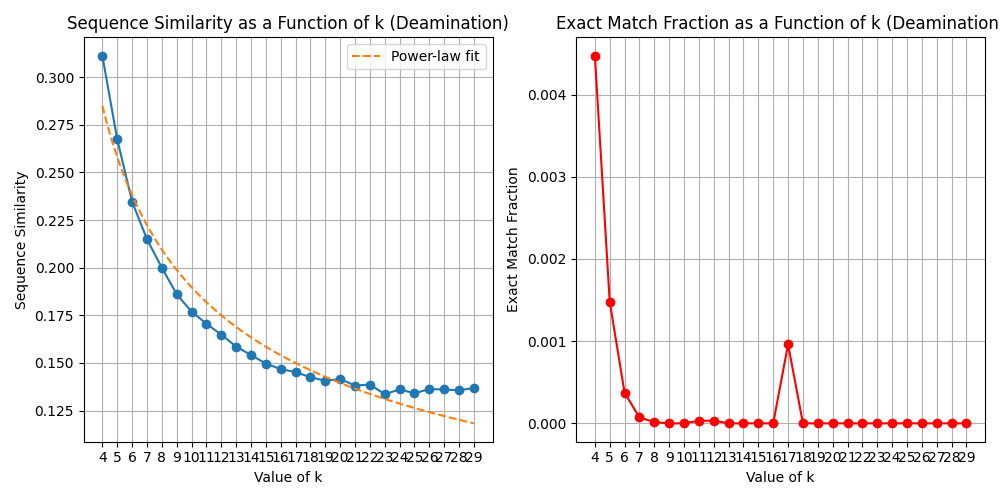 Sequence Similarity as a Function of k (Deamination)
Exact Match Fraction as a Function of k (Deamination
Power-law fit
Sequence Similarity
0.300
0.275
0.250
0.225
0.200
0.175
0.150
0.125
4 5 6 7 8 9 10 11 12 13 14 15 16 17 18 19 20 21 22 23 24 25 26 27 28 29
Value of k
Exact Match Fraction
0.004
0.003
0.002
0.001
0.000
4 5 6 7 8 9 10 11 12 13 14 15 16 17 18 19 20 21 22 23 24 25 26 27 28 29
Value of k